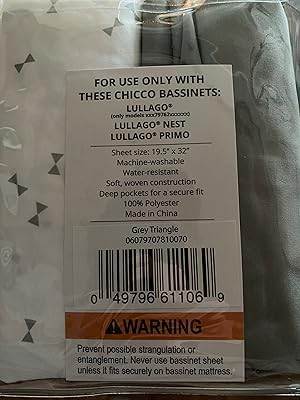 FOR USE ONLY WITH
THESE CHICCO BASSINETS:
LULLAGO®
(only models xxx79762xxxxxx)
LULLAGO® NEST
LULLAGO® PRIMO
Sheet size: 19.5" x 32"
Machine-washable
Water-resistant
Soft, woven construction
Deep pockets for a secure fit
100% Polyester
Made in China
Grey Triangle
06079707810070
0 49796 61106 9
⚠WARNING
Prevent possible strangulation or
entanglement. Never use bassinet sheet
unless it fits securely on bassinet mattress.